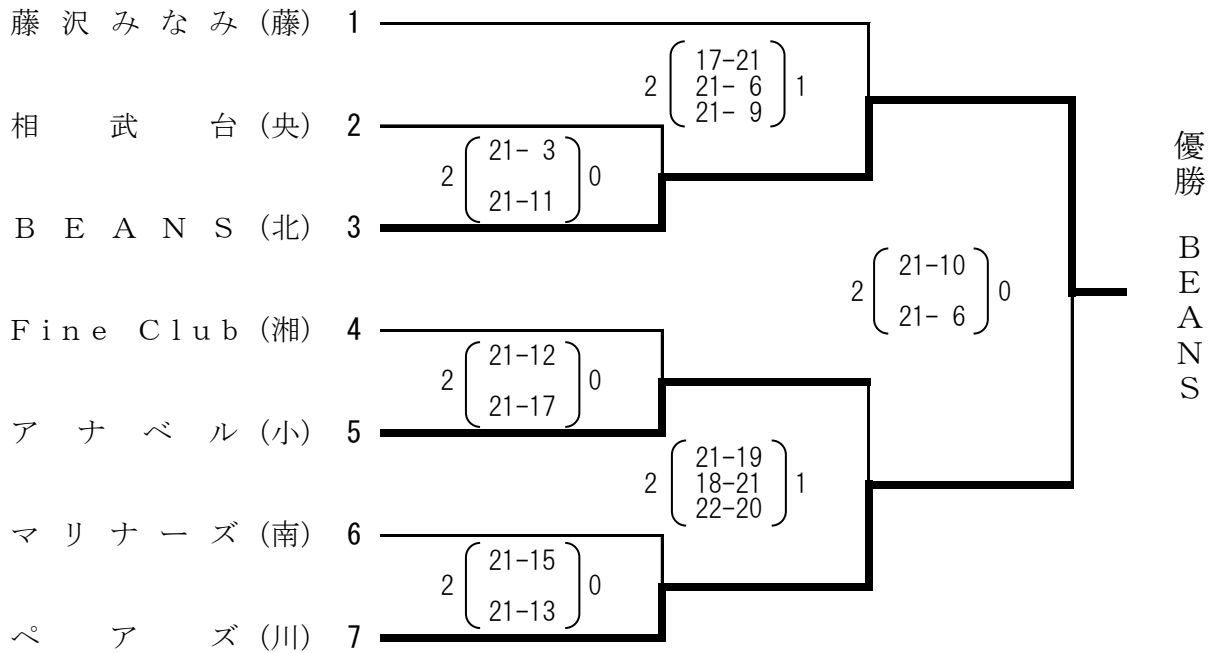 藤沢みなみ(藤) 1
2 17-21 1
21- 6
21- 9
相武台(央) 2
2 21- 3 0
21-11
BEANS(北) 3
優勝 BEANS
2 21-10 0
21- 6
Fine Club(湘) 4
2 21-12 0
21-17
アナベル(小) 5
2 21-19 1
18-21
22-20
マリナーズ(南) 6
2 21-15 0
21-13
ペアズ(川) 7